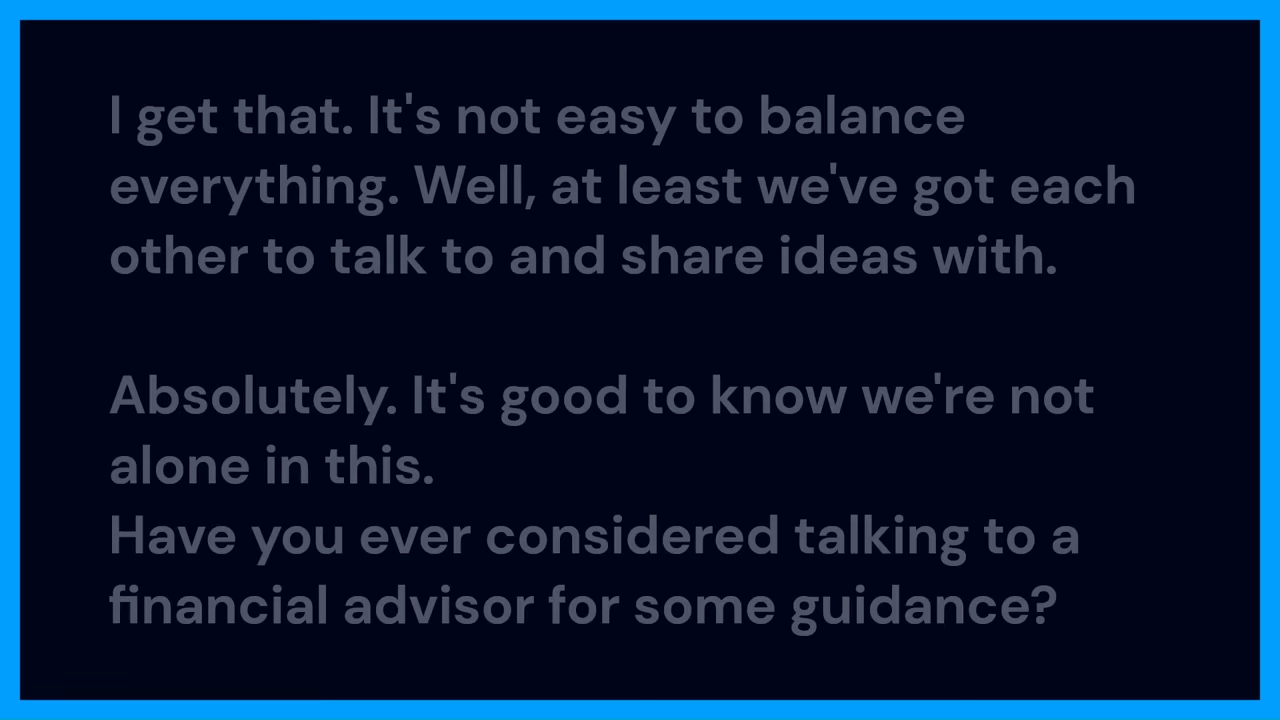 I get that. It's not easy to balance
everything. Well, at least we've got each
other to talk to and share ideas with.
Absolutely. It's good to know we're not
alone in this.
Have you ever considered talking to a
financial advisor for some guidance?